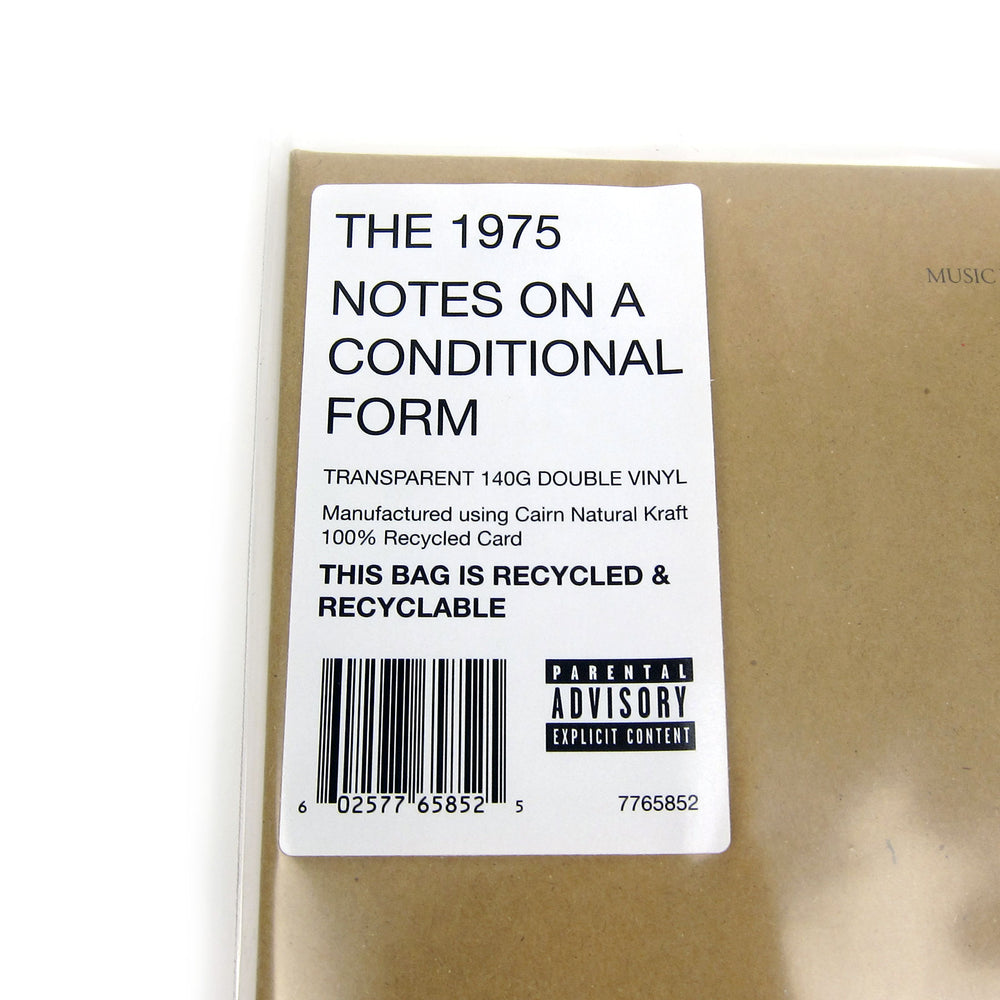 THE 1975
NOTES ON A
CONDITIONAL
FORM
TRANSPARENT 140G DOUBLE VINYL
Manufactured using Cairn Natural Kraft
100% Recycled Card
THIS BAG IS RECYCLED &
RECYCLABLE
PARENTAL
ADVISORY
EXPLICIT CONTENT
6 02577 65852 5
7765852
MUSIC